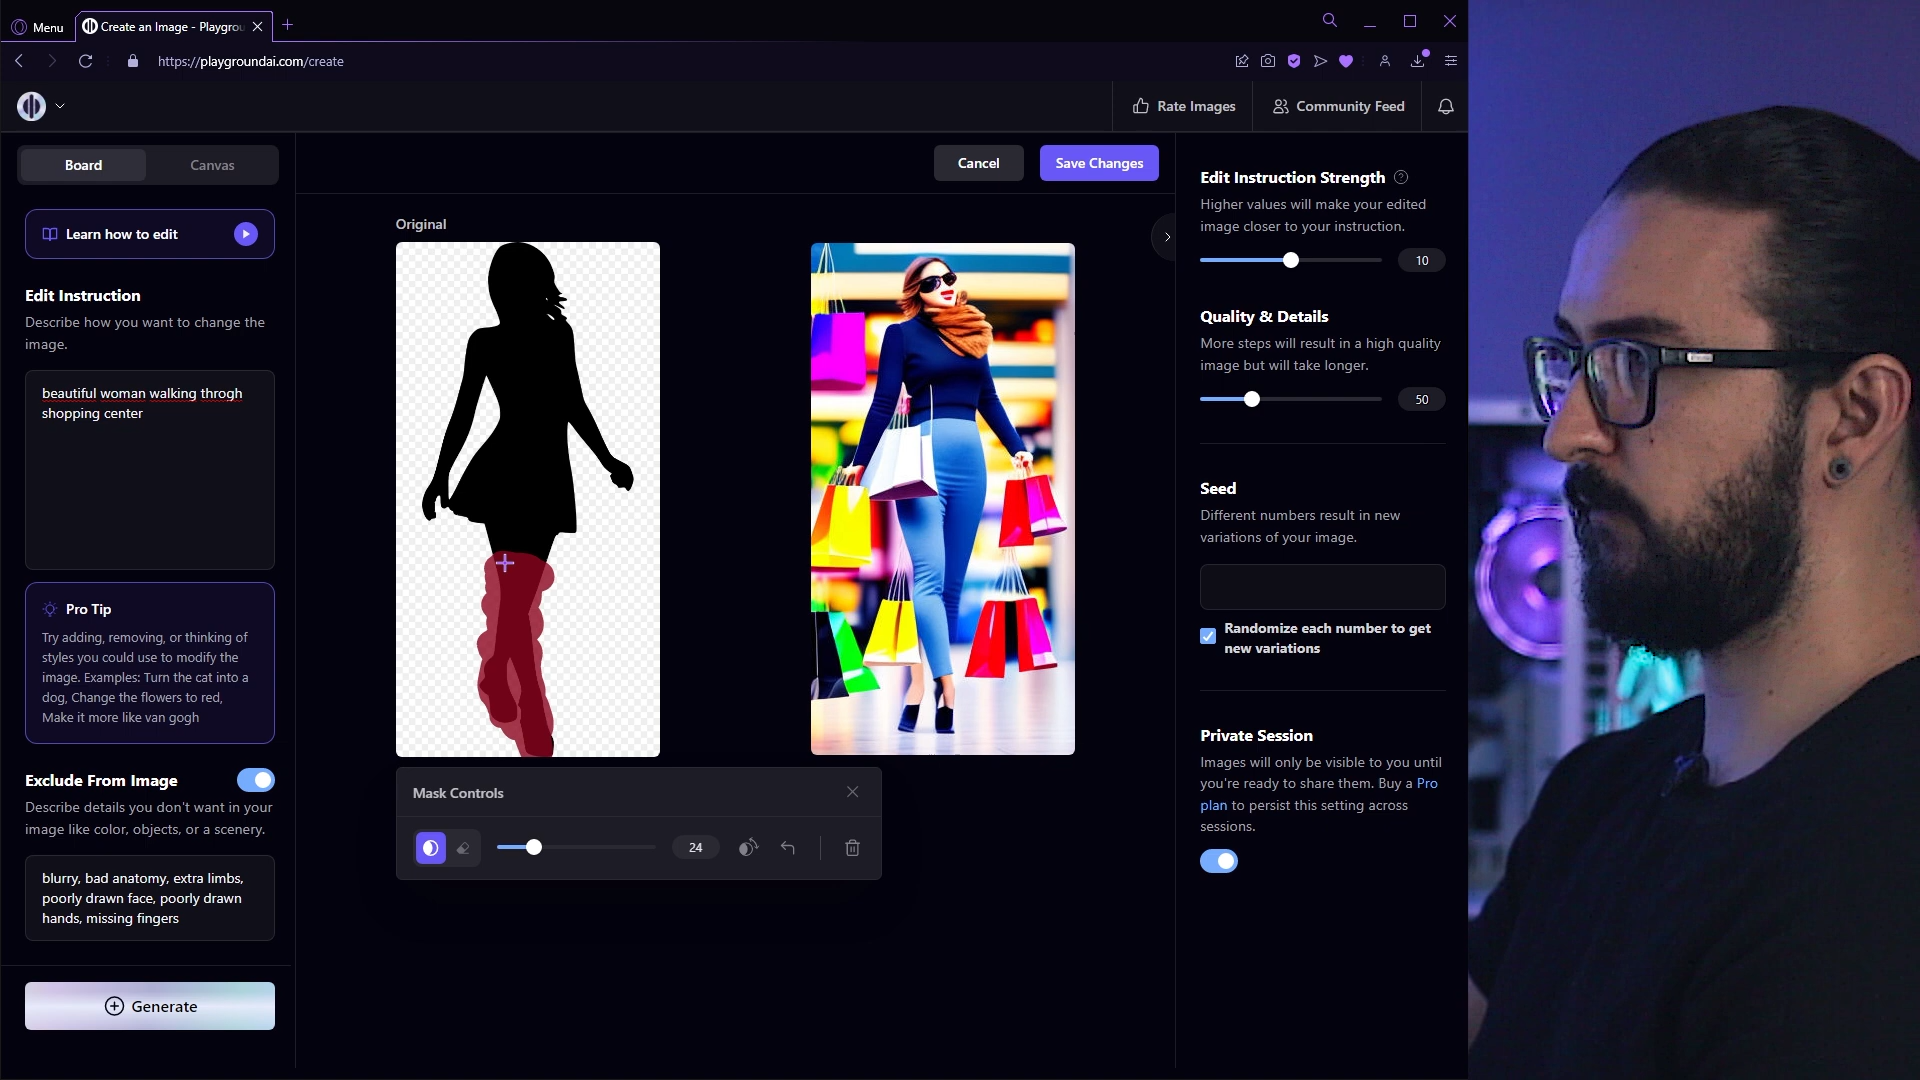 Menu
Create an Image - Playgrou
https://playgroundai.com/create
Rate Images
Community Feed
Board
Canvas
Cancel
Save Changes
Learn how to edit
Edit Instruction
Describe how you want to change the
image.
beautiful woman walking throgh
shopping center
Pro Tip
Try adding, removing, or thinking of
styles you could use to modify the
image. Examples: Turn the cat into a
dog, Change the flowers to red,
Make it more like van gogh
Exclude From Image
Describe details you don't want in your
image like color, objects, or a scenery.
blurry, bad anatomy, extra limbs,
poorly drawn face, poorly drawn
hands, missing fingers
Generate
Original
Mask Controls
24
Edit Instruction Strength
Higher values will make your edited
image closer to your instruction.
10
Quality & Details
More steps will result in a high quality
image but will take longer.
50
Seed
Different numbers result in new
variations of your image.
Randomize each number to get
new variations
Private Session
Images will only be visible to you until
you're ready to share them. Buy a Pro
plan to persist this setting across
sessions.